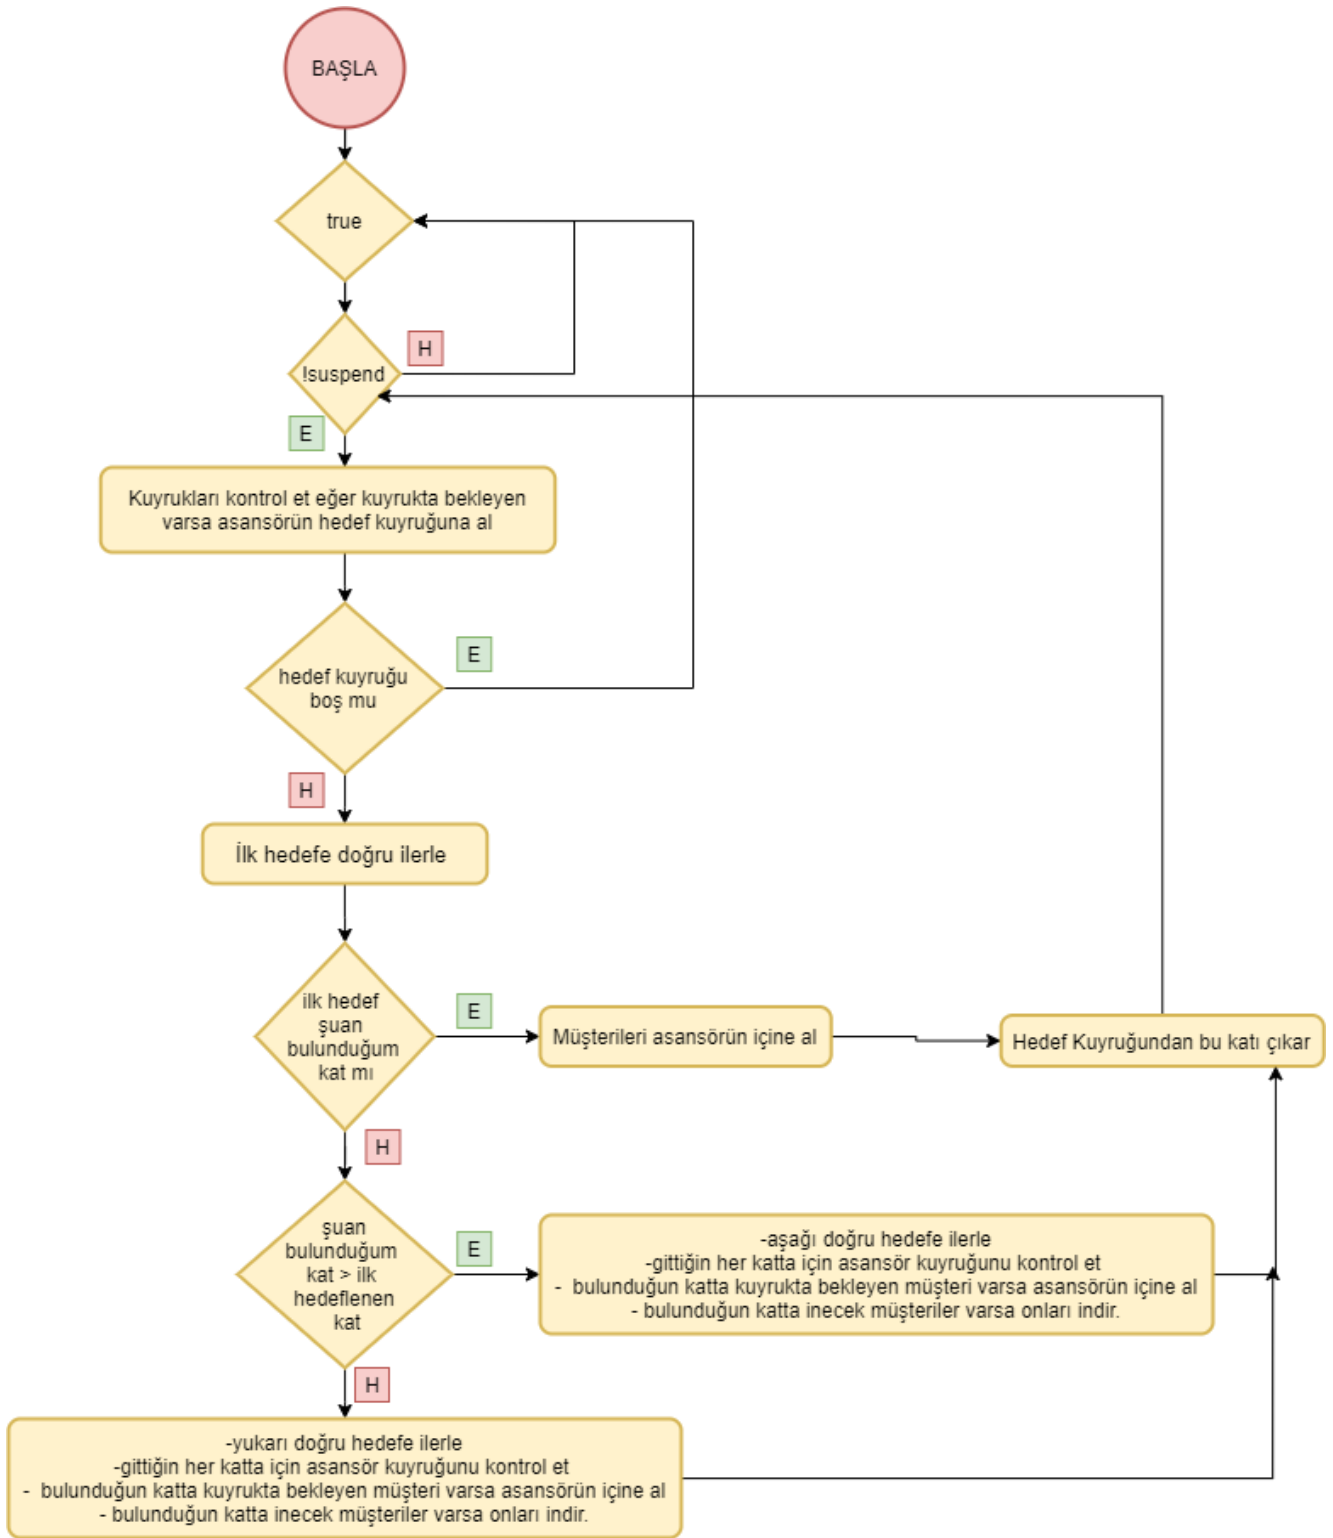 BAŞLA
true
!suspend
H
E
Kuyrukları kontrol et eğer kuyrukta bekleyen
varsa asansörün hedef kuyruğuna al
hedef kuyruğu
boş mu
E
H
İlk hedefe doğru ilerle
ilk hedef
şuan
bulunduğum
kat mı
E
Müşterileri asansörün içine al
Hedef Kuyruğundan bu katı çıkar
H
şuan
bulunduğum
kat > ilk
hedeflenen
kat
E
-aşağı doğru hedefe ilerle
-gittiğin her katta için asansör kuyruğunu kontrol et
- bulunduğun katta kuyrukta bekleyen müşteri varsa asansörün içine al
- bulunduğun katta inecek müşteriler varsa onları indir.
H
-yukarı doğru hedefe ilerle
-gittiğin her katta için asansör kuyruğunu kontrol et
- bulunduğun katta kuyrukta bekleyen müşteri varsa asansörün içine al
- bulunduğun katta inecek müşteriler varsa onları indir.